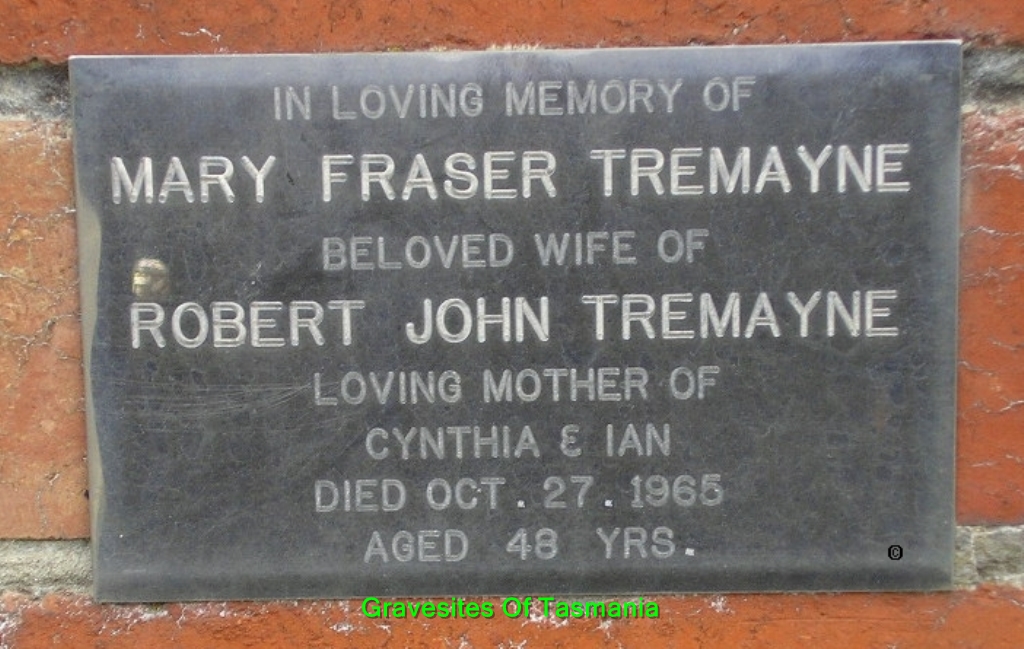 IN LOVING MEMORY OF
MARY FRASER TREMAYNE
BELOVED WIFE OF
ROBERT JOHN TREMAYNE
LOVING MOTHER OF
CYNTHIA & IAN
DIED OCT. 27. 1965
AGED 48 YRS.
©
Gravesites Of Tasmania